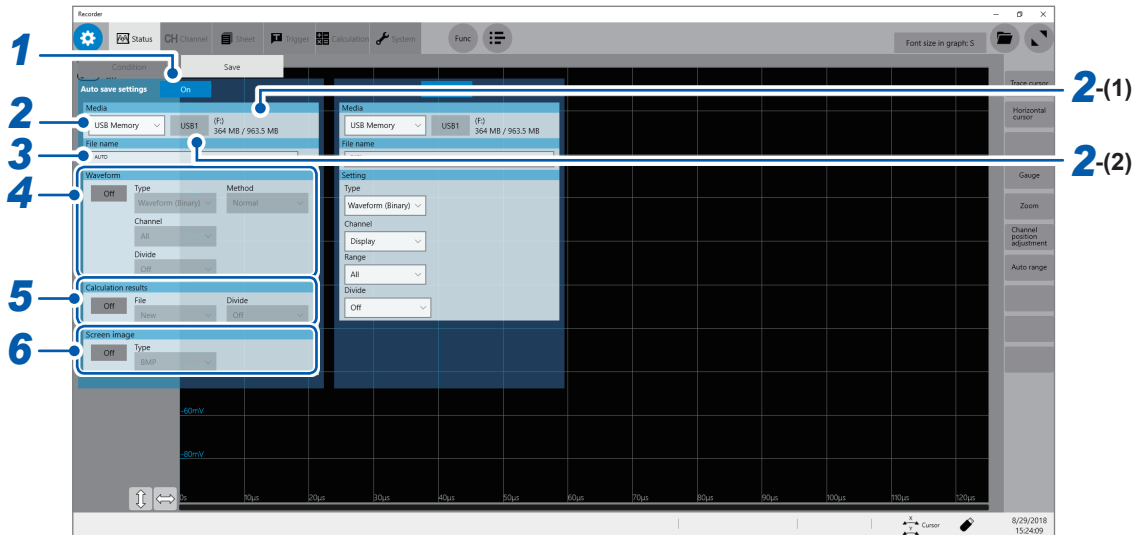 Recorder
Status
CH Channel
Sheet
Trigger
Calculation
System
Func
Font size in graph: S
1
Condition
Save
Auto save settings
On
Trace cursor
2-(1)
Media
Media
Horizontal
cursor
2
USB Memory
USB1
(F:)
364 MB / 963.5 MB
USB Memory
USB1
(F:)
364 MB / 963.5 MB
File name
File name
3
AUTO
2-(2)
4
Waveform
Off
Type
Method
Waveform (Binary)
Normal
Channel
All
Divide
Off
Setting
Type
Waveform (Binary)
Channel
Display
Range
All
Divide
Off
Gauge
Zoom
Channel
position
adjustment
Auto range
5
Calculation results
Off
File
Divide
New
Off
6
Screen image
Off
Type
BMP
-60mV
-80mV
0s
10μs
20μs
30μs
40μs
50μs
60μs
70μs
80μs
90μs
100μs
110μs
120μs
X
Y
Cursor
8/29/2018
15:24:09